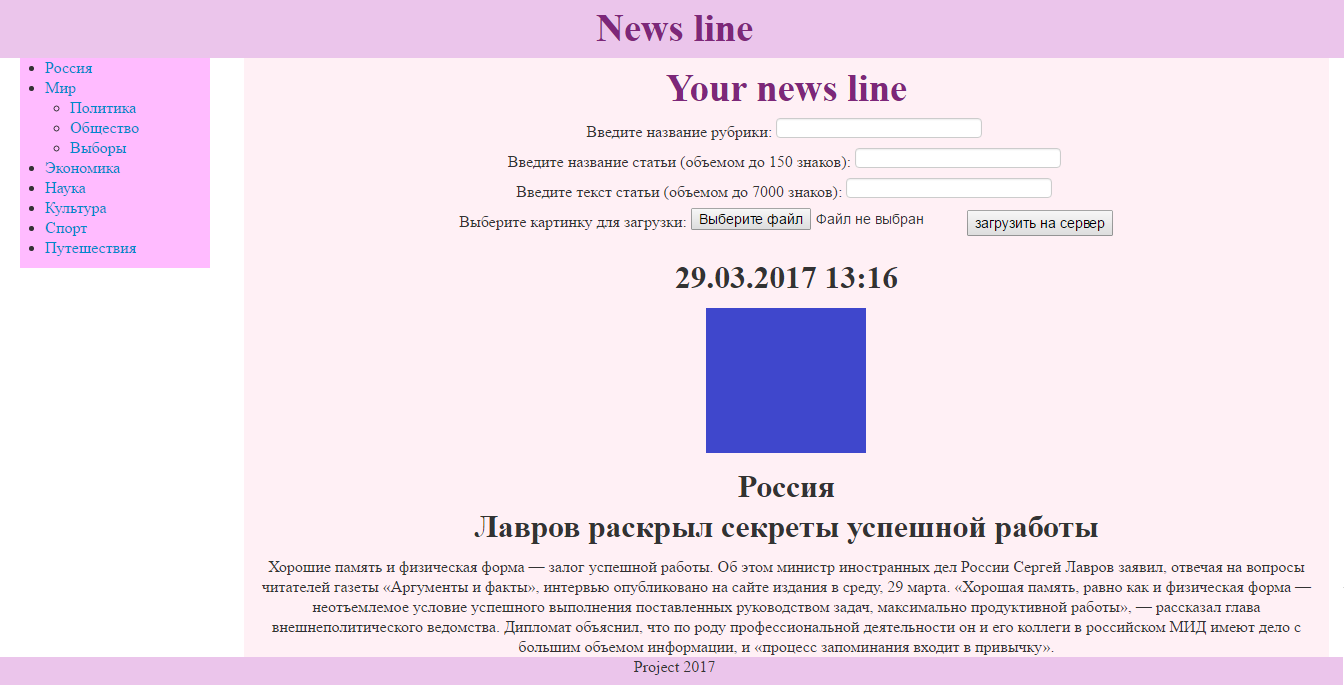 News line
Россия
Мир
Политика
Общество
Выборы
Экономика
Наука
Культура
Спорт
Путешествия
Your news line
Введите название рубрики:
Введите название статьи (объемом до 150 знаков):
Введите текст статьи (объемом до 7000 знаков):
Выберите картинку для загрузки: Выберите файл Файл не выбран загрузить на сервер
29.03.2017 13:16
Россия
Лавров раскрыл секреты успешной работы
Хорошие память и физическая форма — залог успешной работы. Об этом министр иностранных дел России Сергей Лавров заявил, отвечая на вопросы
читателей газеты «Аргументы и факты», интервью опубликовано на сайте издания в среду, 29 марта. «Хорошая память, равно как и физическая форма —
неотъемлемое условие успешного выполнения поставленных руководством задач, максимально продуктивной работы», — рассказал глава
внешнеполитического ведомства. Дипломат объяснил, что по роду профессиональной деятельности он и его коллеги в российском МИД имеют дело с
большим объемом информации, и «процесс запоминания входит в привычку».
Project 2017